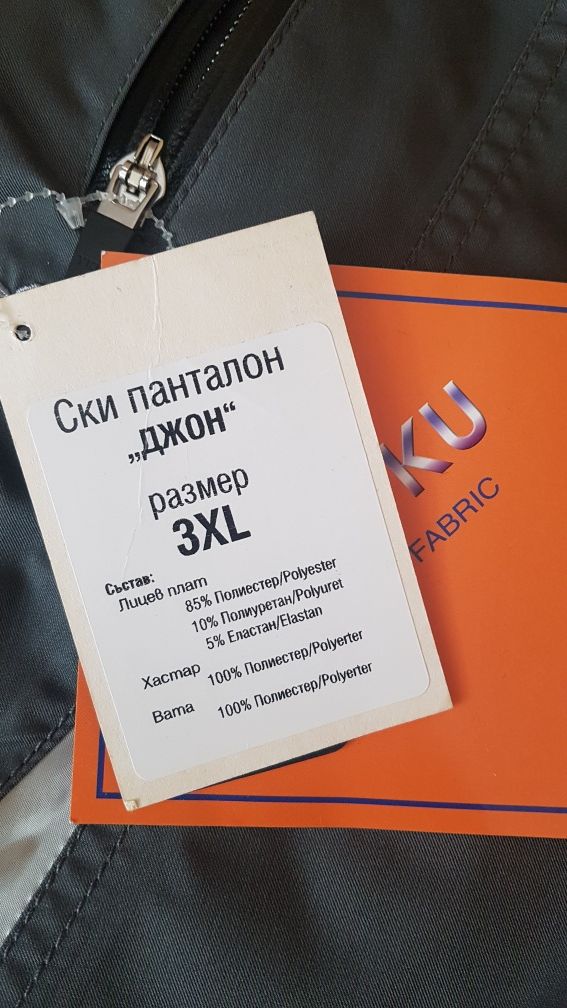 Ски панталон
„ДЖОН“
размер
3XL
Състав:
Лицев плат
85% Полиестер/Polyester
10% Полиуретан/Polyuret
5% Еластан/Elastan
Хастар 100% Полиестер/Polyerter
Вата 100% Полиестер/Polyerter
KU
FABRIC